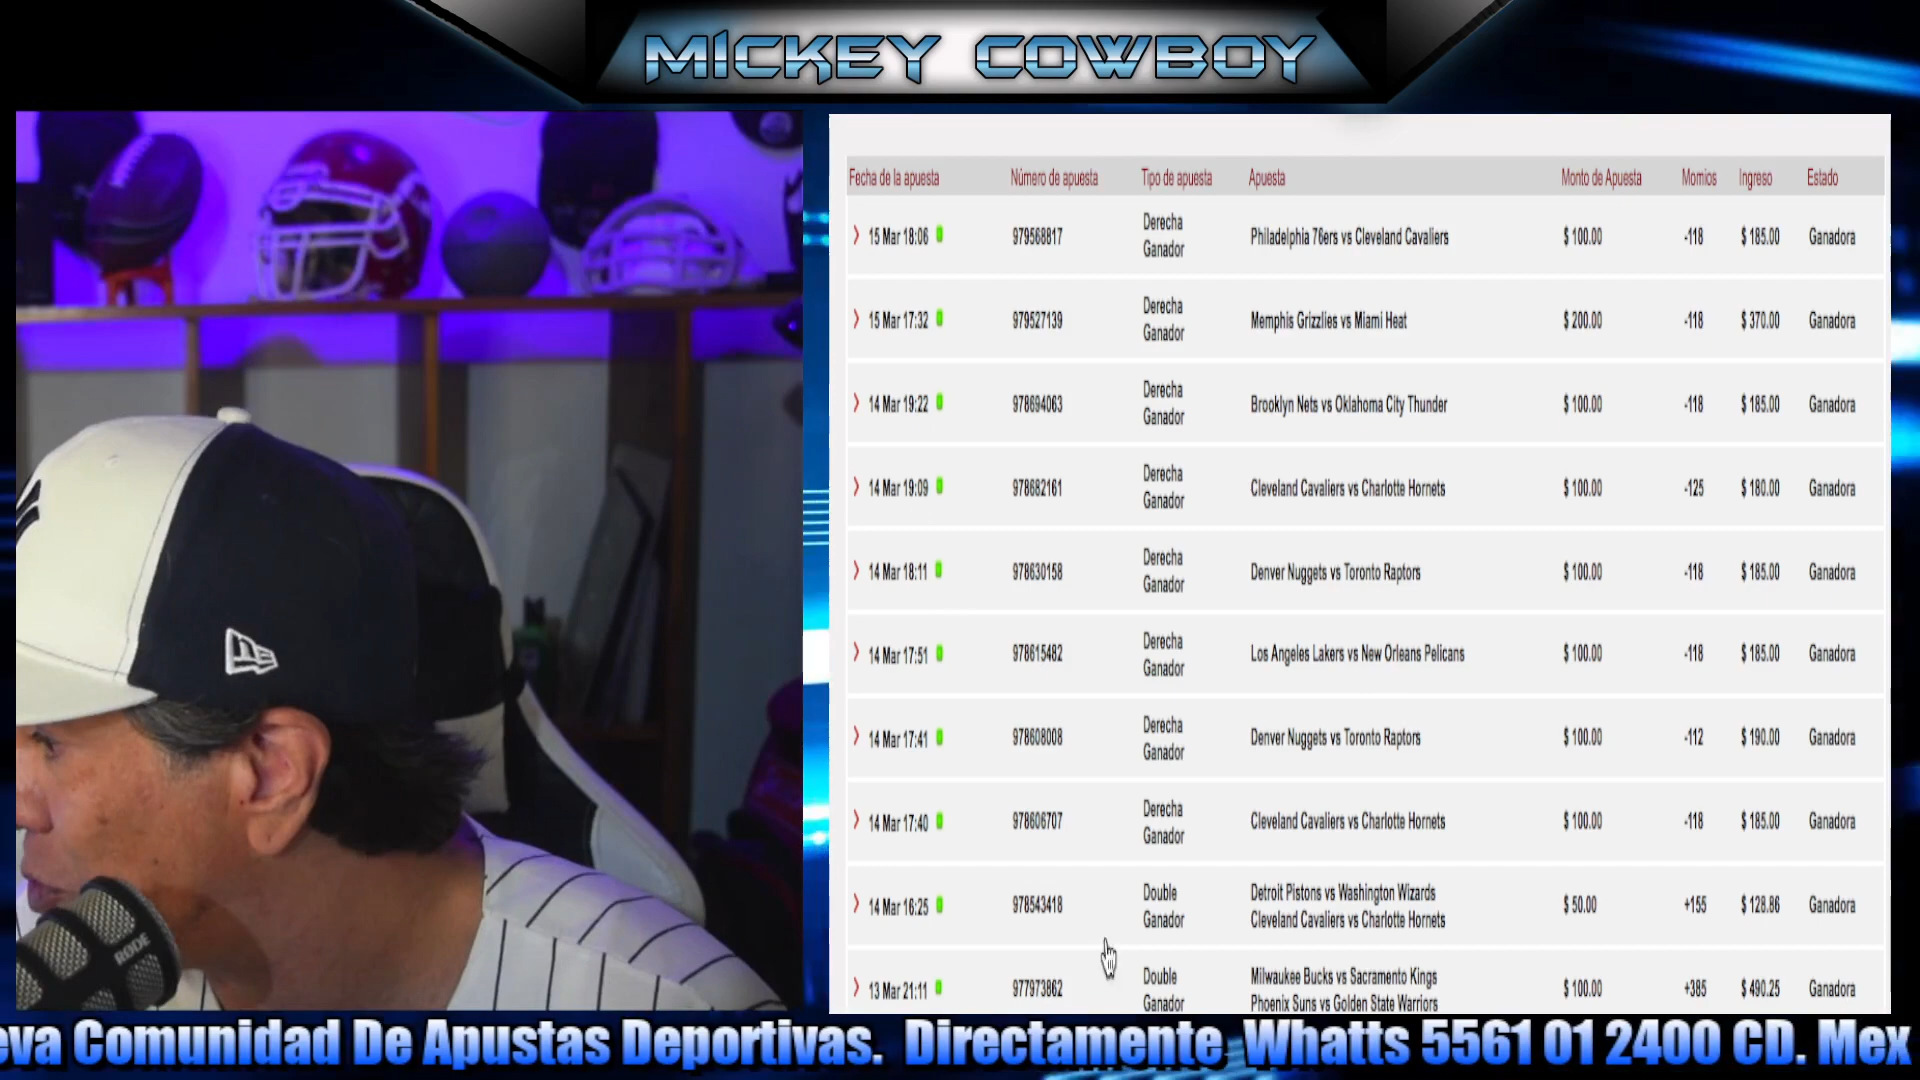 MICKEY COWBOY
Fecha de la apuesta Número de apuesta Tipo de apuesta Apuesta Monto de Apuesta Momios Ingreso Estado
15 Mar 18:06 979568817 Derecha Ganador Philadelphia 76ers vs Cleveland Cavaliers $ 100.00 -118 $ 185.00 Ganadora
15 Mar 17:32 979527139 Derecha Ganador Memphis Grizzlies vs Miami Heat $ 200.00 -118 $ 370.00 Ganadora
14 Mar 19:22 978694063 Derecha Ganador Brooklyn Nets vs Oklahoma City Thunder $ 100.00 -118 $ 185.00 Ganadora
14 Mar 19:09 978682161 Derecha Ganador Cleveland Cavaliers vs Charlotte Hornets $ 100.00 -125 $ 180.00 Ganadora
14 Mar 18:11 978630158 Derecha Ganador Denver Nuggets vs Toronto Raptors $ 100.00 -118 $ 185.00 Ganadora
14 Mar 17:51 978615482 Derecha Ganador Los Angeles Lakers vs New Orleans Pelicans $ 100.00 -118 $ 185.00 Ganadora
14 Mar 17:41 978608008 Derecha Ganador Denver Nuggets vs Toronto Raptors $ 100.00 -112 $ 190.00 Ganadora
14 Mar 17:40 978606707 Derecha Ganador Cleveland Cavaliers vs Charlotte Hornets $ 100.00 -118 $ 185.00 Ganadora
14 Mar 16:25 978543418 Double Ganador Detroit Pistons vs Washington Wizards Cleveland Cavaliers vs Charlotte Hornets $ 50.00 +155 $ 128.86 Ganadora
13 Mar 21:11 977973862 Double Ganador Milwaukee Bucks vs Sacramento Kings Phoenix Suns vs Golden State Warriors $ 100.00 +385 $ 490.25 Ganadora
RODE
eva Comunidad De Apuestas Deportivas. Directamente Whatts 5561 01 2400 CD. Mex